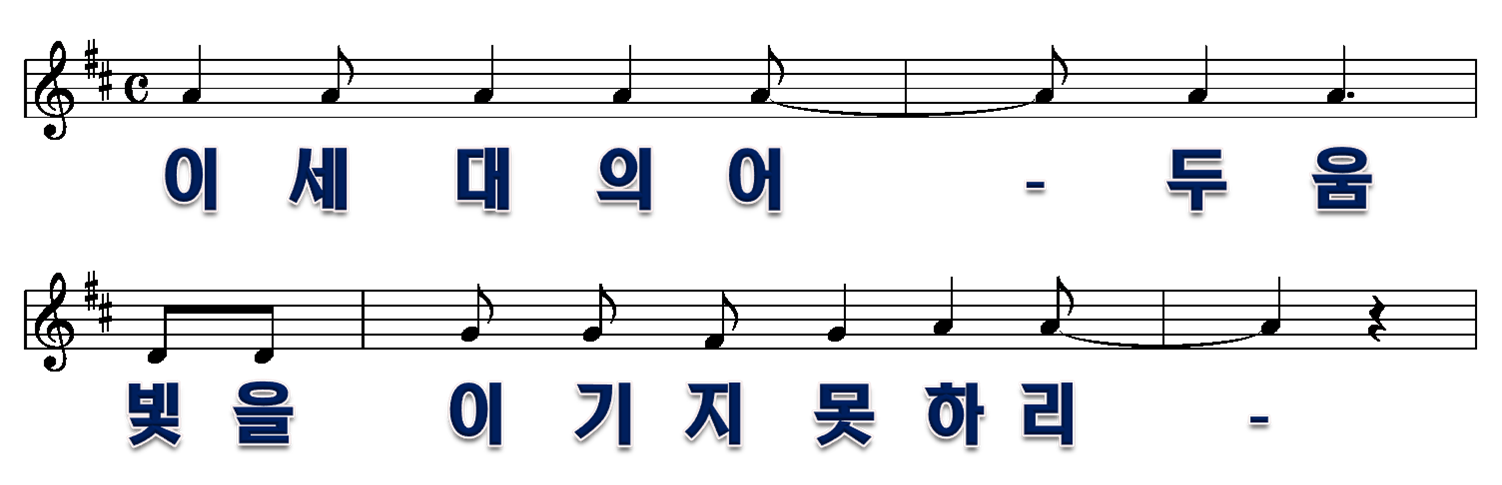 이 세 대 의 어 - 두 움
빛 을 이 기 지 못 하 리 -